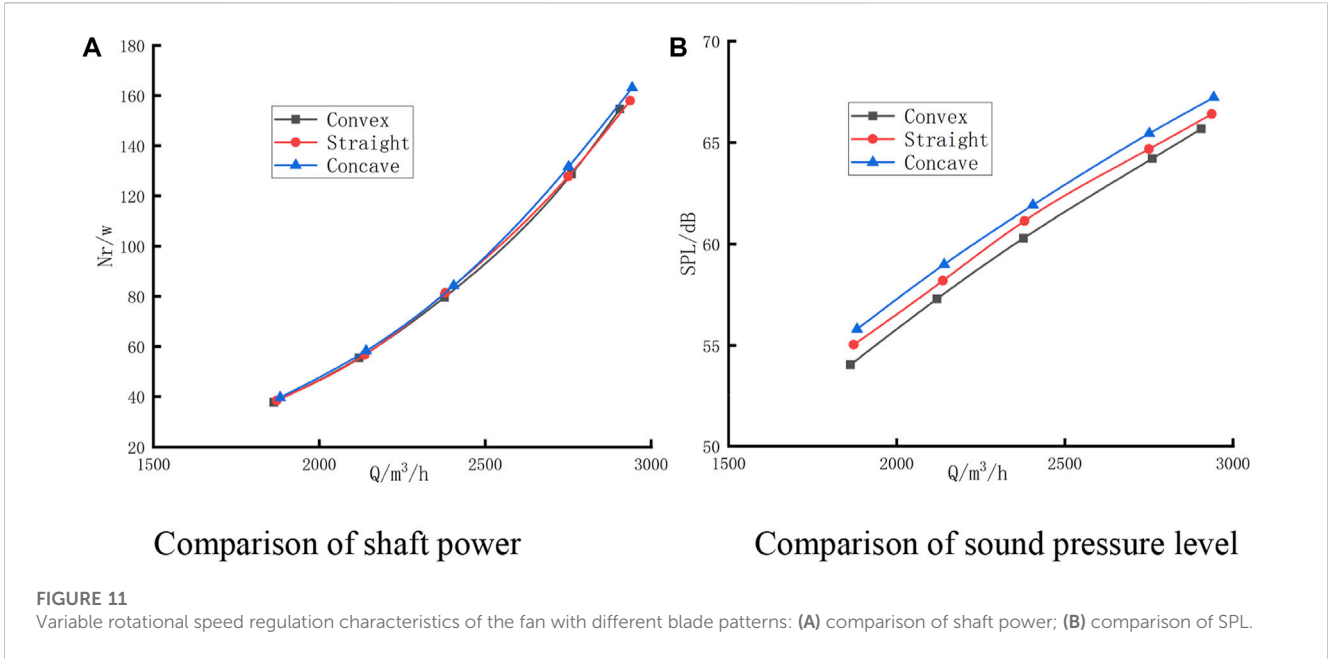 A
180
160
140
120
100
80
60
40
20
Nr/w
Convex
Straight
Concave
1500
2000
2500
3000
Q/m³/h
Comparison of shaft power
B
70
65
60
55
50
SPL/dB
Convex
Straight
Concave
1500
2000
2500
3000
Q/m³/h
Comparison of sound pressure level
FIGURE 11
Variable rotational speed regulation characteristics of the fan with different blade patterns: (A) comparison of shaft power; (B) comparison of SPL.